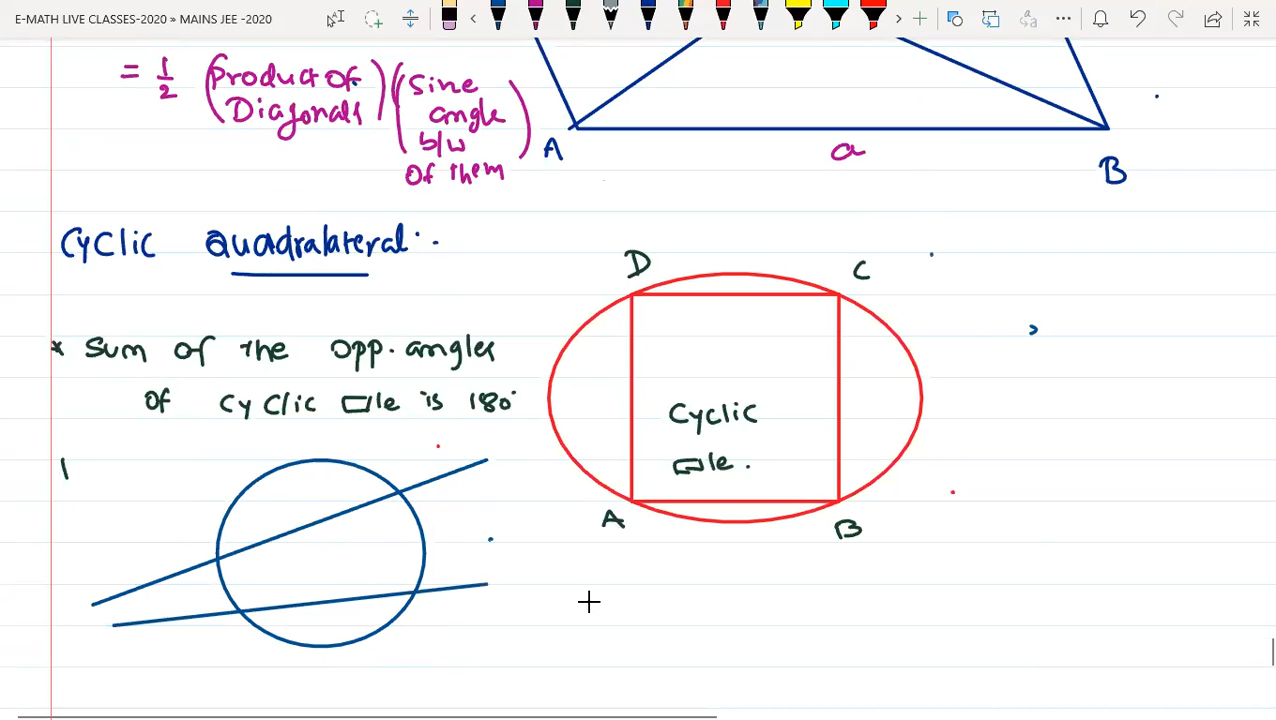 E-MATH LIVE CLASSES-2020 » MAINS JEE -2020
= 1/2 (Product of Diagonals) (Sine angle b/w of them)
A
a
B
Cyclic Quadralateral..
* Sum of the opp. angles
of cyclic ▭le is 180°
D
C
Cyclic
▭le.
A
B